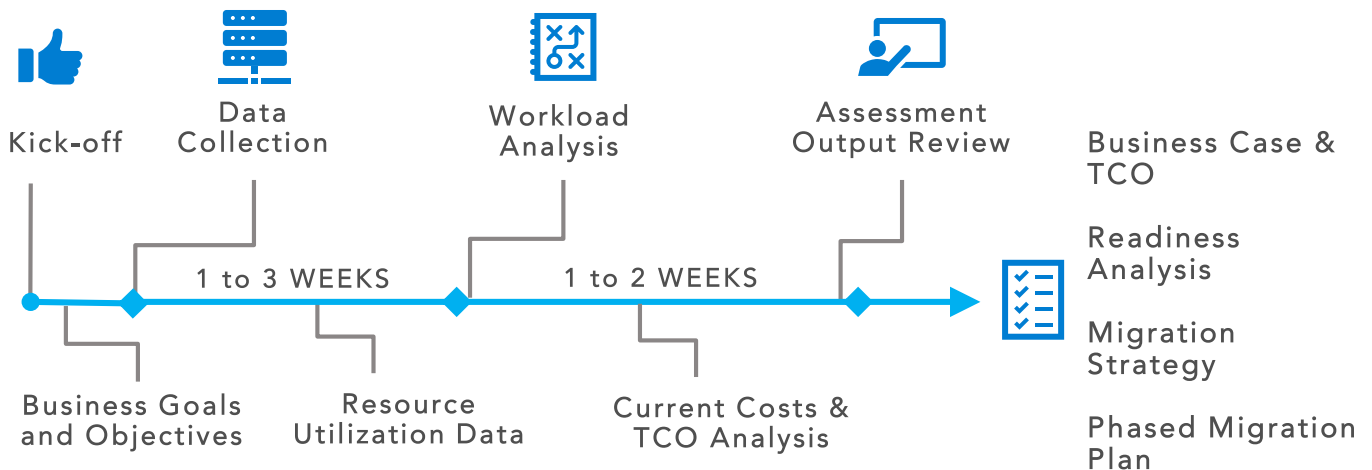 Kick-off
Data
Collection
Workload
Analysis
Assessment
Output Review
1 to 3 WEEKS
1 to 2 WEEKS
Business Goals
and Objectives
Resource
Utilization Data
Current Costs &
TCO Analysis
Business Case &
TCO
Readiness
Analysis
Migration
Strategy
Phased Migration
Plan